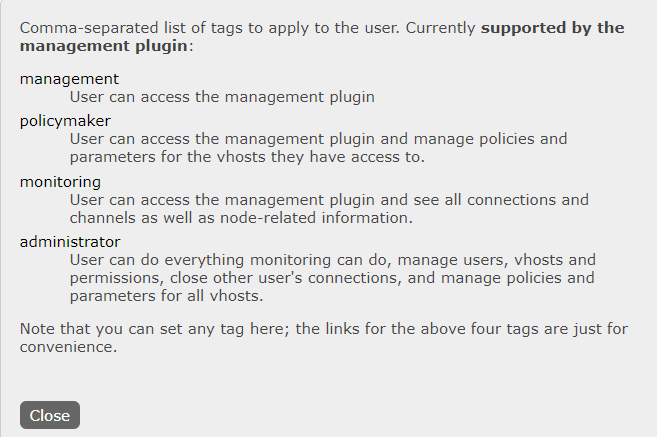 Comma-separated list of tags to apply to the user. Currently supported by the
management plugin:
management
User can access the management plugin
policymaker
User can access the management plugin and manage policies and
parameters for the vhosts they have access to.
monitoring
User can access the management plugin and see all connections and
channels as well as node-related information.
administrator
User can do everything monitoring can do, manage users, vhosts and
permissions, close other user's connections, and manage policies and
parameters for all vhosts.
Note that you can set any tag here; the links for the above four tags are just for
convenience.
Close